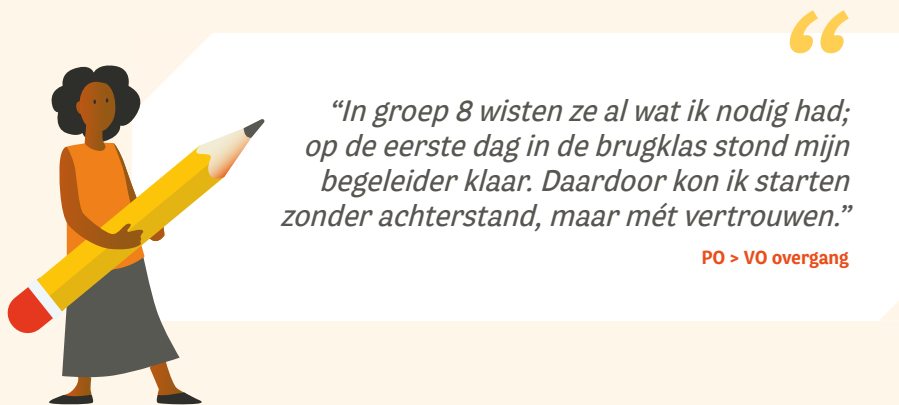 “In groep 8 wisten ze al wat ik nodig had;
op de eerste dag in de brugklas stond mijn
begeleider klaar. Daardoor kon ik starten
zonder achterstand, maar mét vertrouwen.”
PO > VO overgang